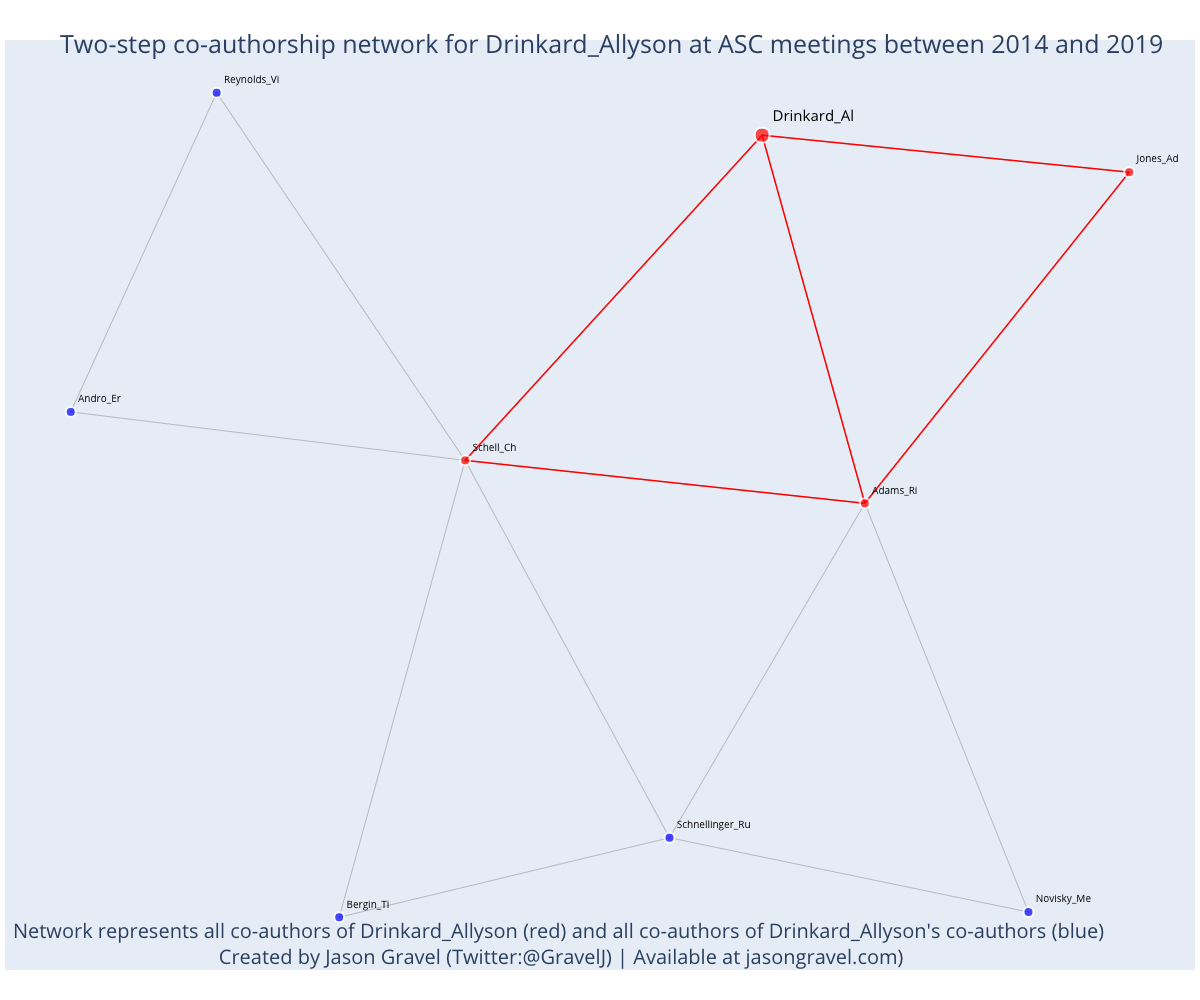 Two-step co-authorship network for Drinkard_Allyson at ASC meetings between 2014 and 2019
Reynolds_Vi
Drinkard_Al
Jones_Ad
Andro_Er
Schell_Ch
Adams_Ri
Schnellinger_Ru
Bergin_Ti
Novisky_Me
Network represents all co-authors of Drinkard_Allyson (red) and all co-authors of Drinkard_Allyson's co-authors (blue)
Created by Jason Gravel (Twitter:@GravelJ) | Available at jasongravel.com)